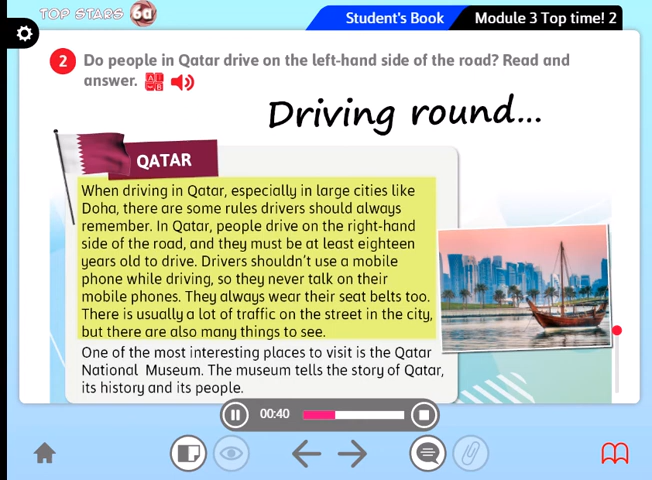 TOP STARS 6a
Student's Book
Module 3 Top time! 2
2 Do people in Qatar drive on the left-hand side of the road? Read and
answer.
Driving round...
QATAR
When driving in Qatar, especially in large cities like
Doha, there are some rules drivers should always
remember. In Qatar, people drive on the right-hand
side of the road, and they must be at least eighteen
years old to drive. Drivers shouldn't use a mobile
phone while driving, so they never talk on their
mobile phones. They always wear their seat belts too.
There is usually a lot of traffic on the street in the city,
but there are also many things to see.
One of the most interesting places to visit is the Qatar
National Museum. The museum tells the story of Qatar,
its history and its people.
00:40